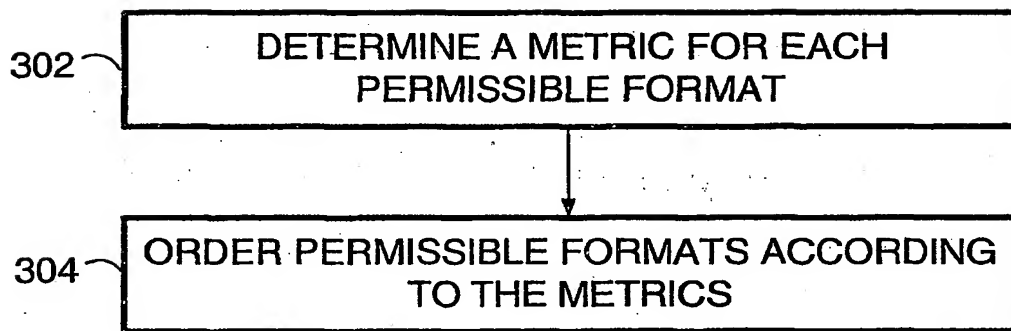 302
DETERMINE A METRIC FOR EACH
PERMISSIBLE FORMAT
304
ORDER PERMISSIBLE FORMATS ACCORDING
TO THE METRICS